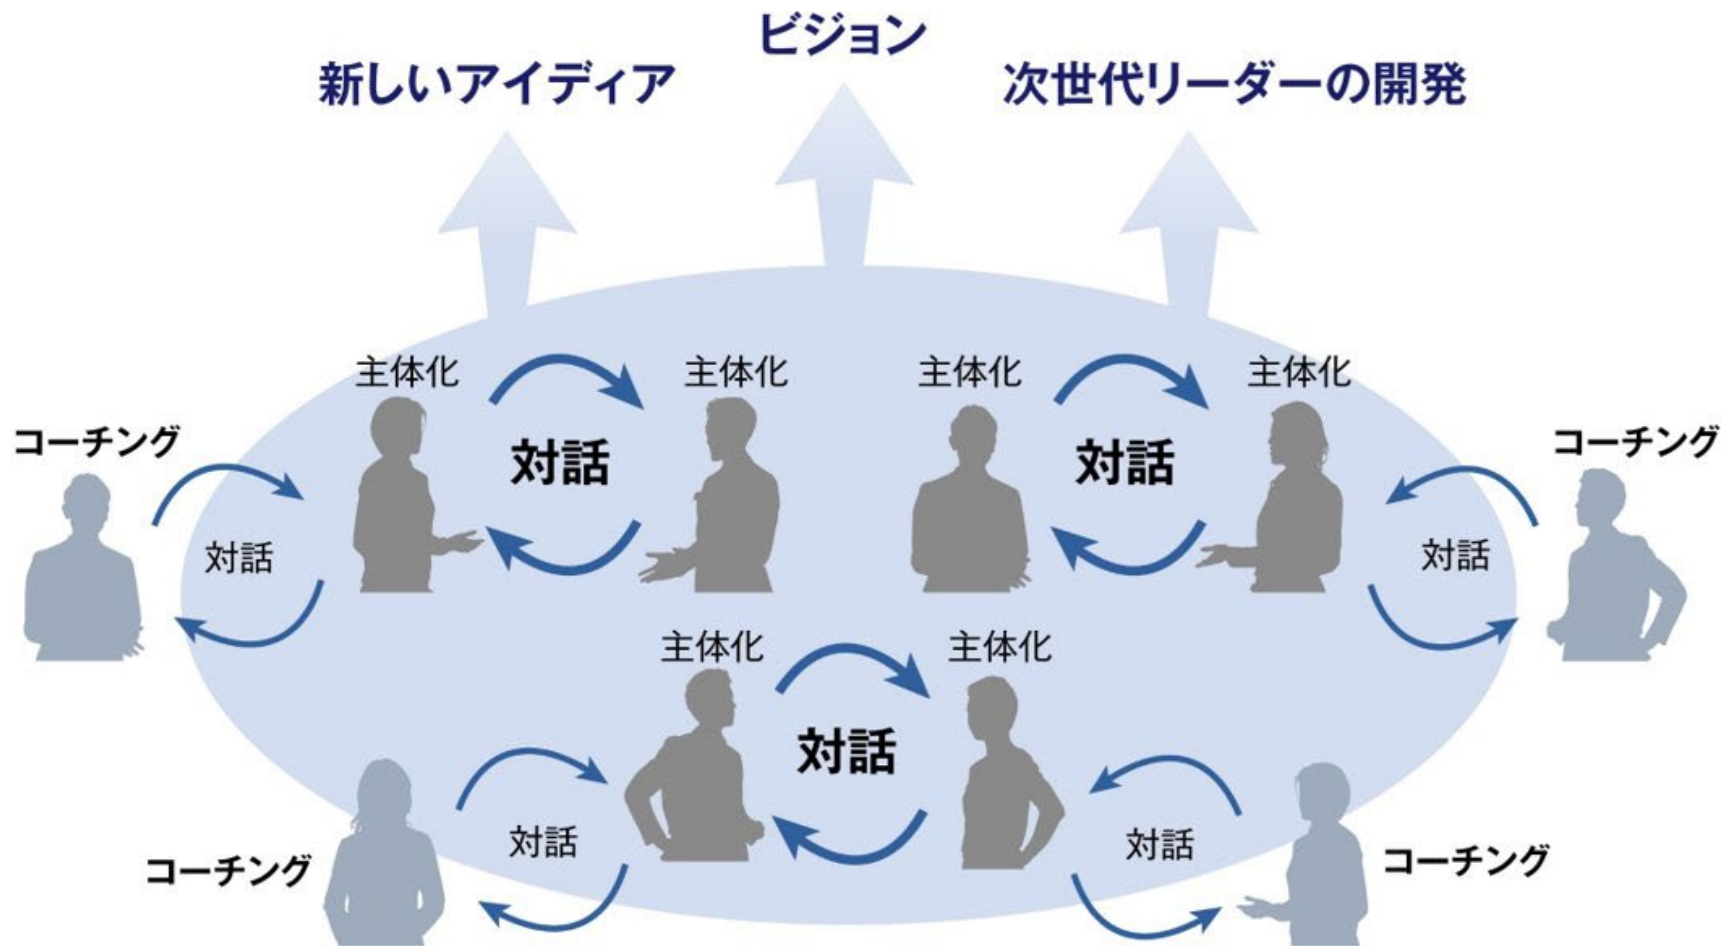 ビジョン
新しいアイディア
次世代リーダーの開発
主体化
主体化
主体化
主体化
コーチング
対話
対話
コーチング
対話
対話
主体化
主体化
対話
コーチング
対話
対話
コーチング